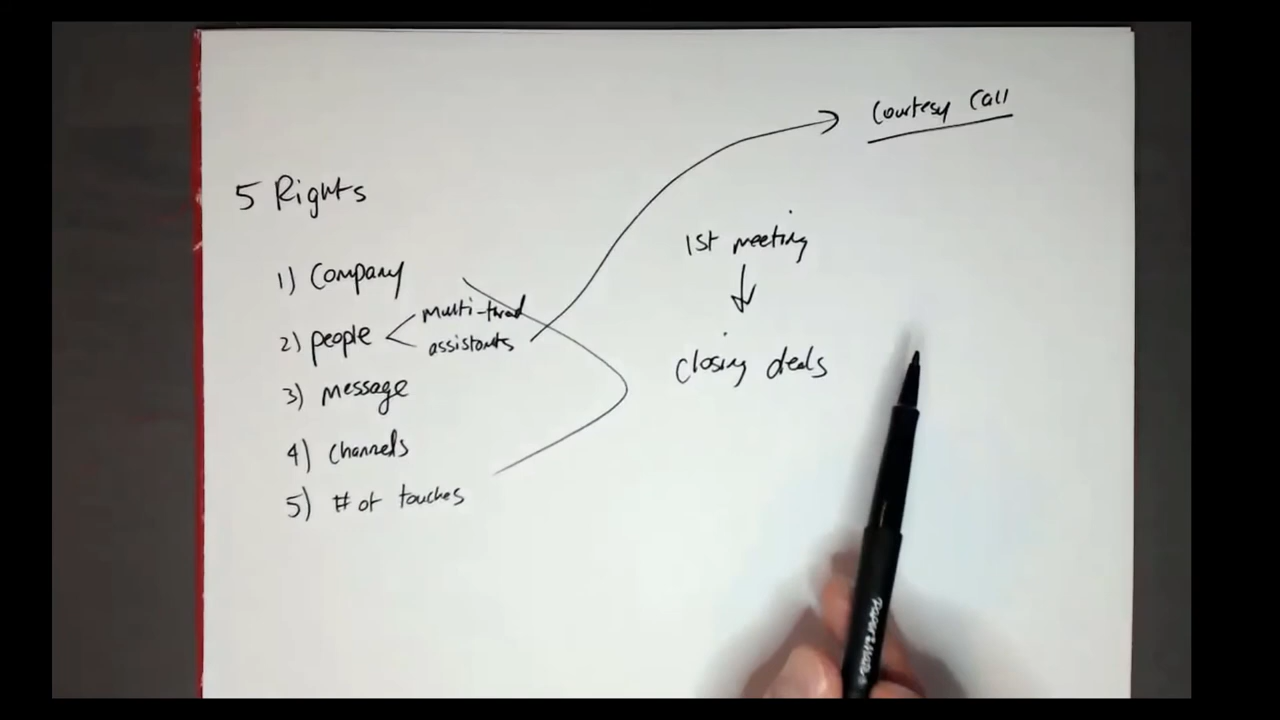 Courtesy Call
5 Rights
1) Company
2) people
multi-thread
assistants
3) message
4) channels
5) # of touches
1st meeting
closing deals
PAPERMATE